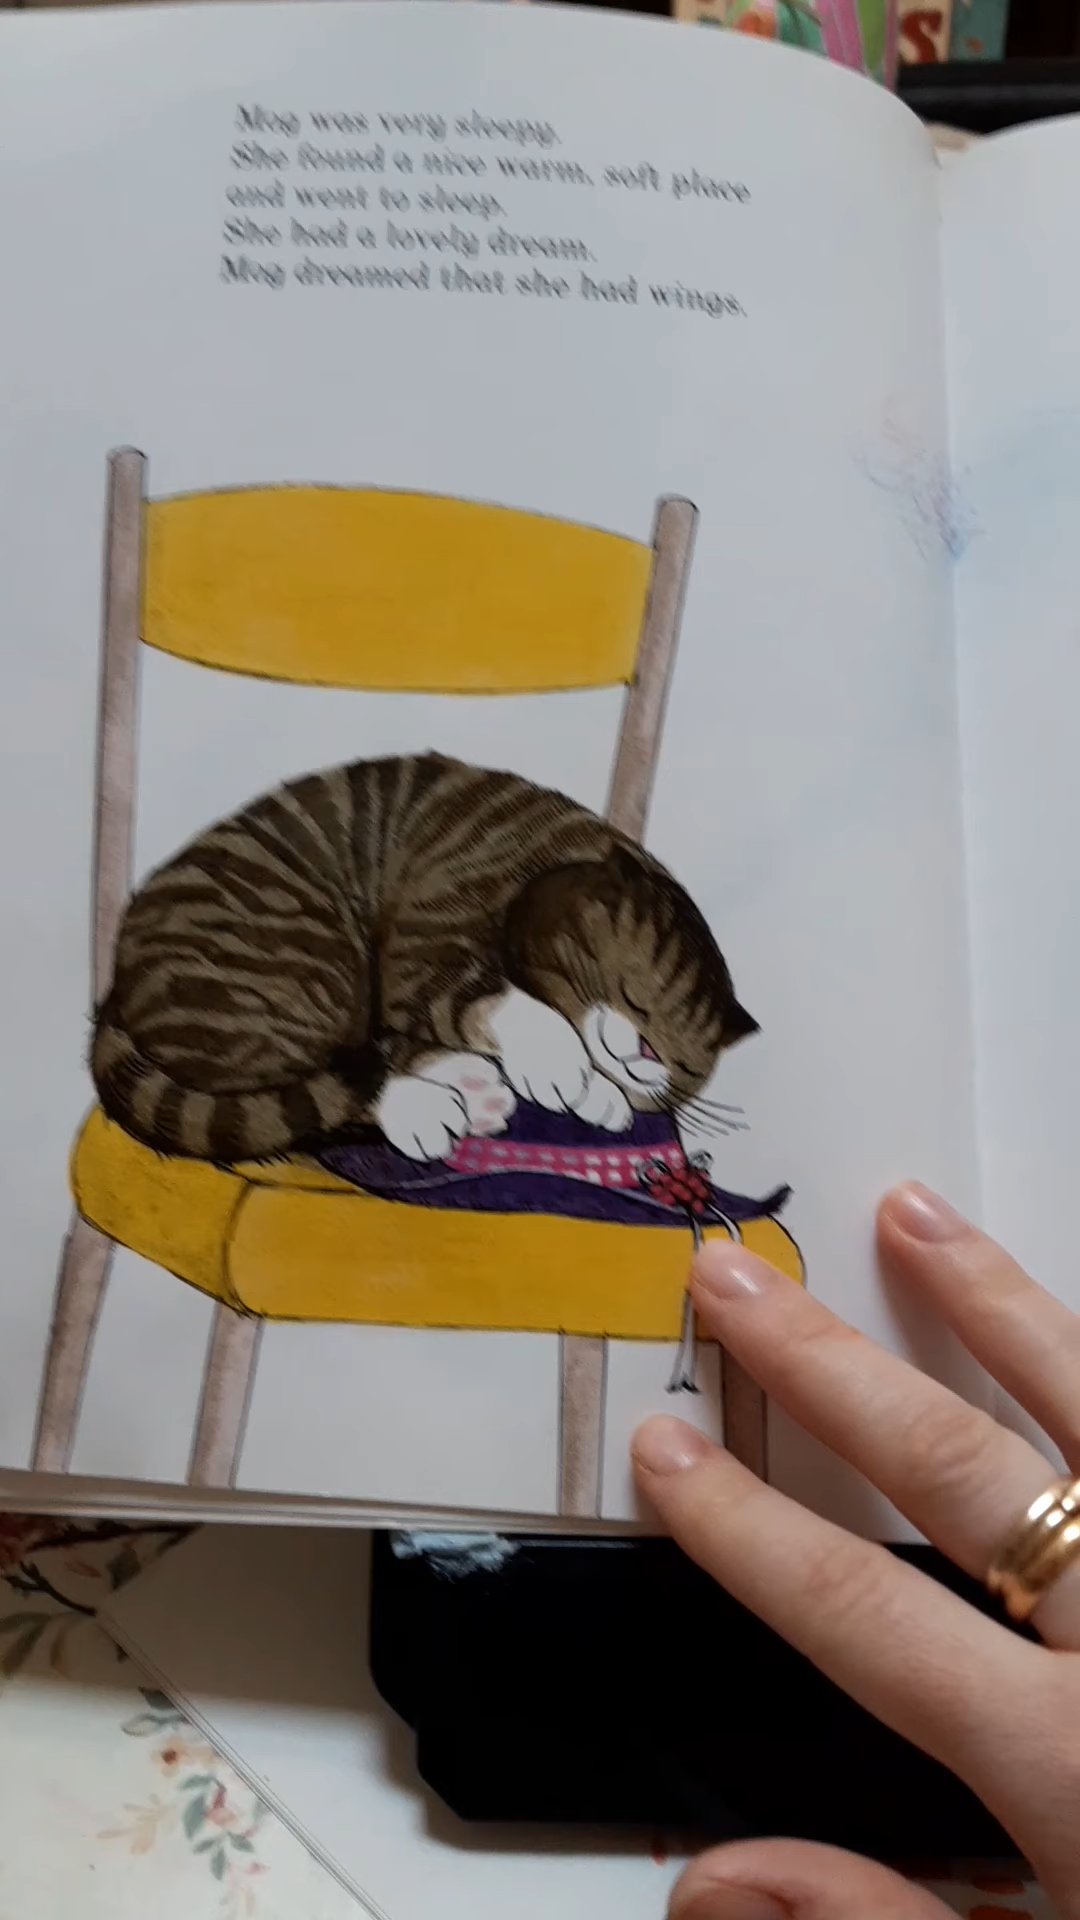 Mog was very sleepy.
She found a nice warm, soft place
and went to sleep.
She had a lovely dream.
Mog dreamed that she had wings.